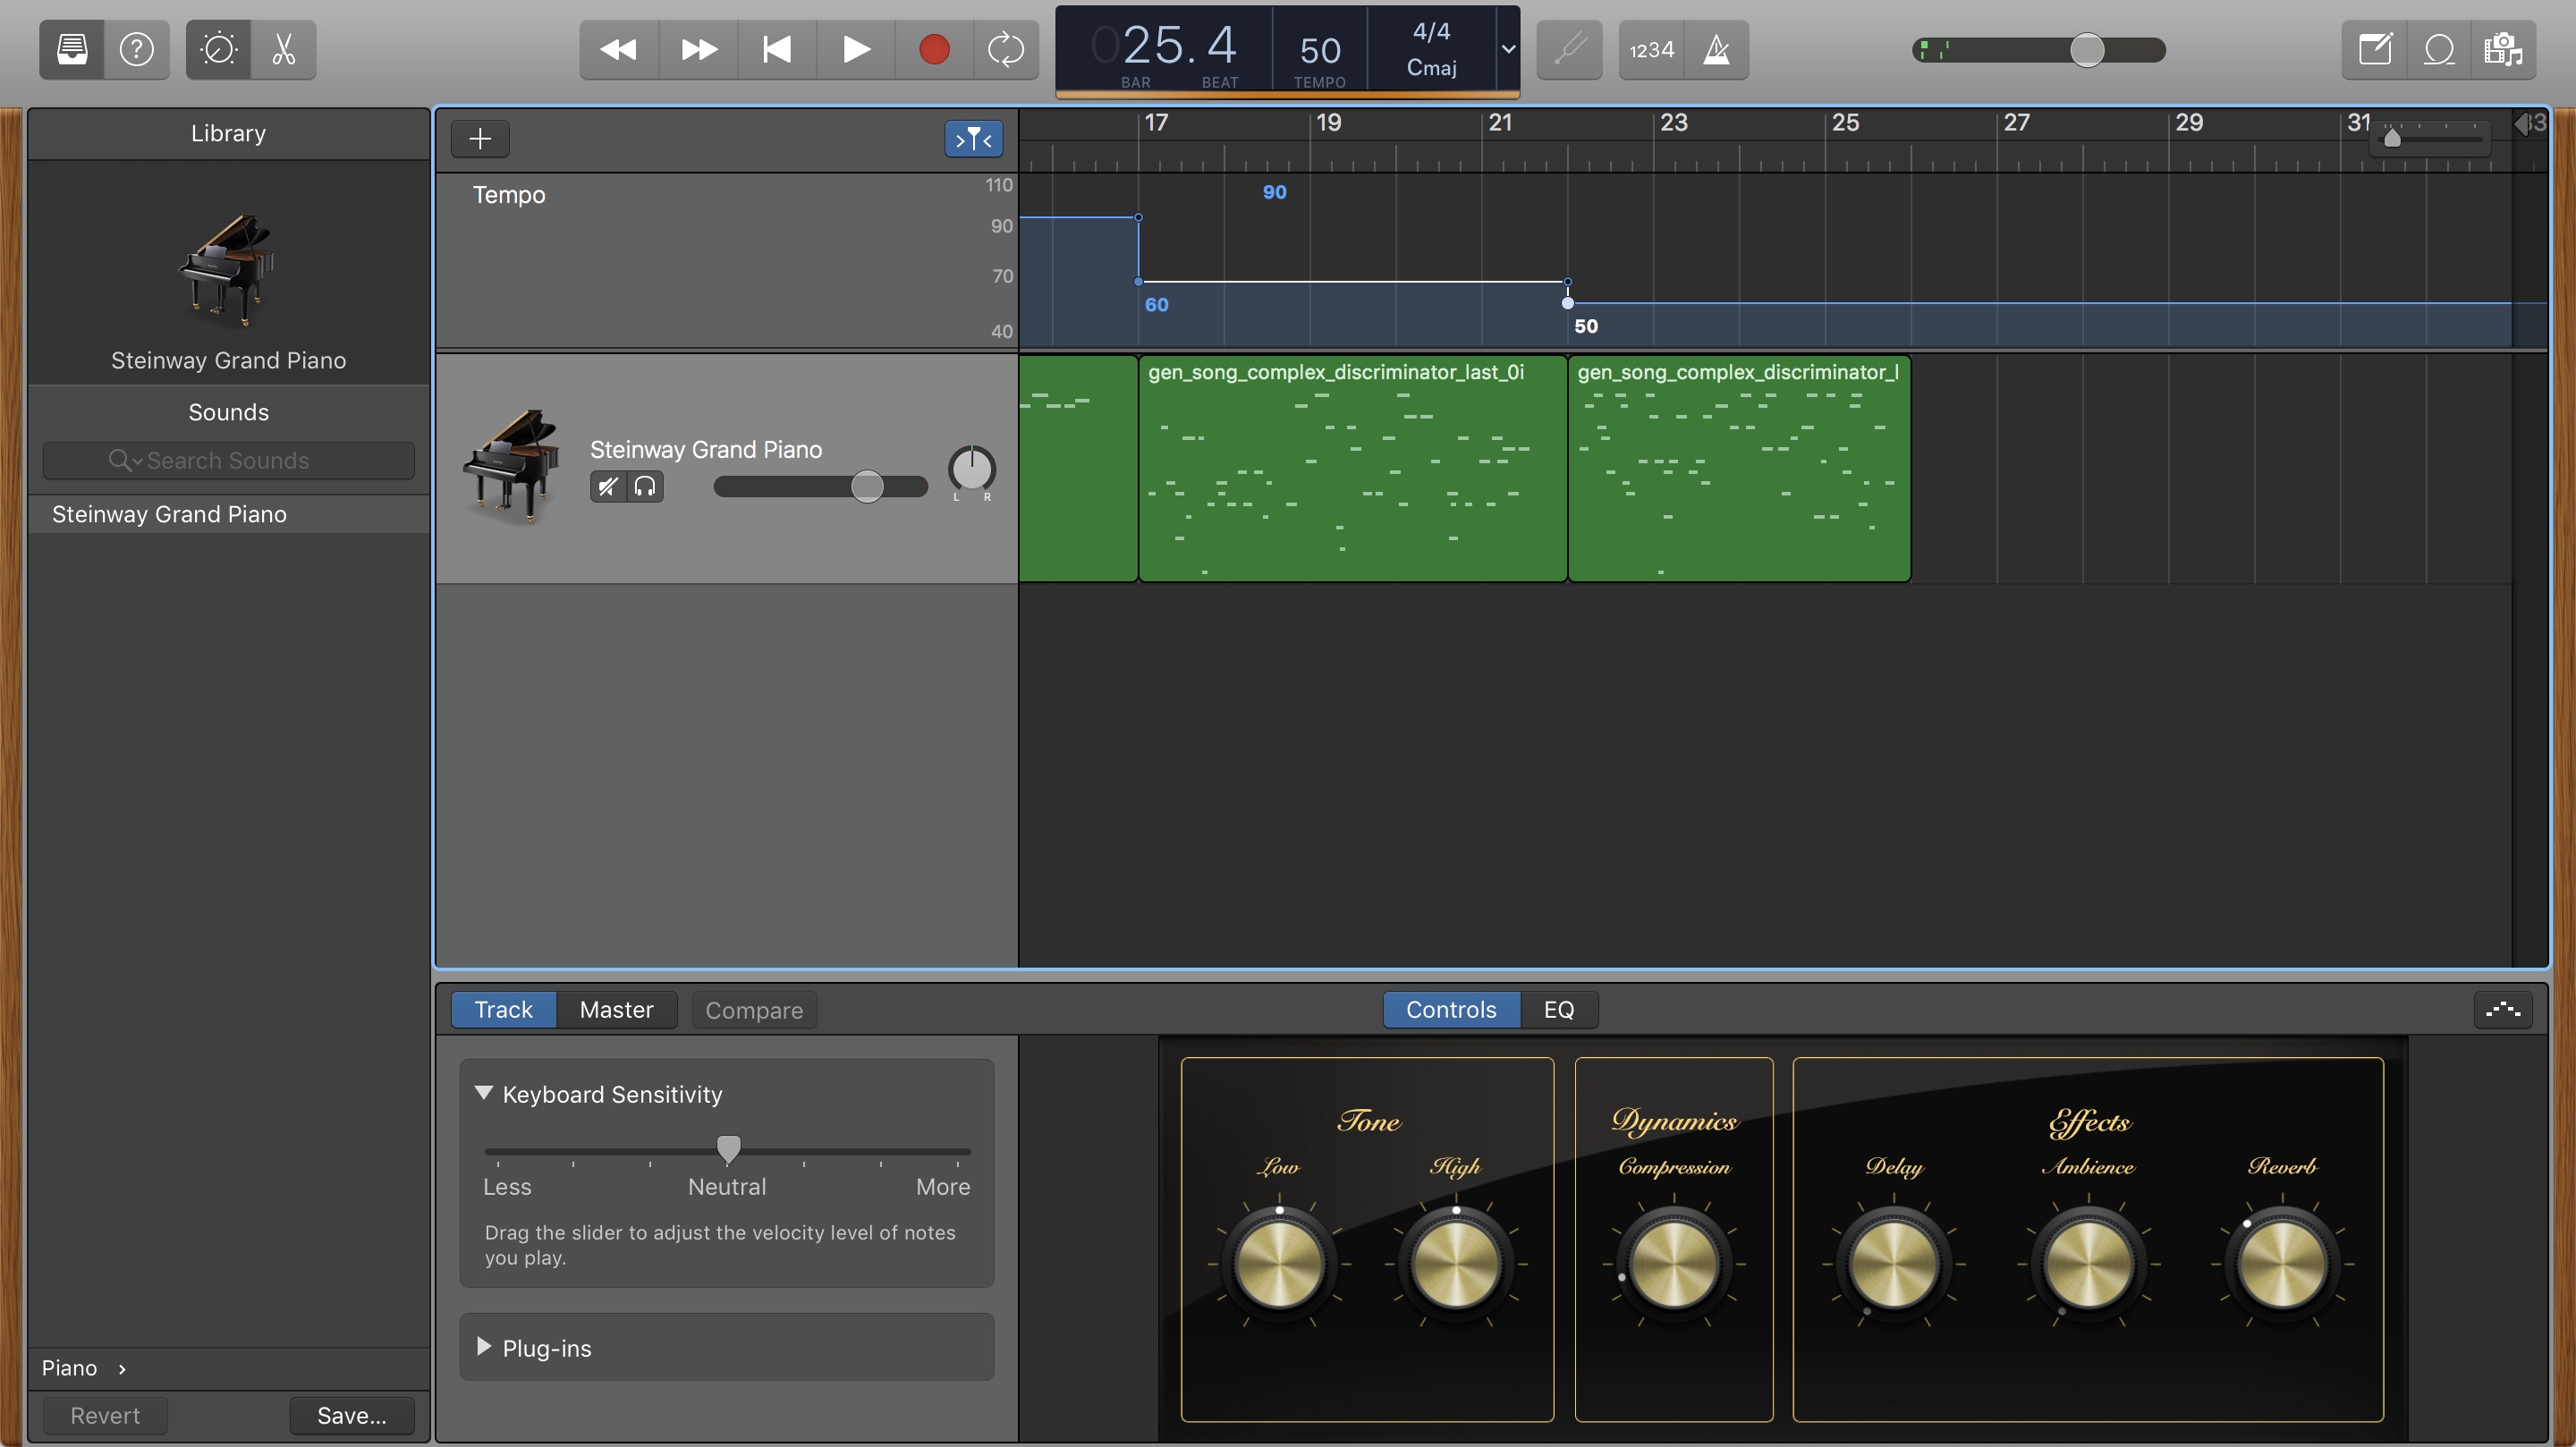 025.4
BAR BEAT
50
TEMPO
4/4
Cmaj
1234
Library
Steinway Grand Piano
Sounds
Search Sounds
Steinway Grand Piano
Piano
Revert
Save...
17 19 21 23 25 27 29 31 33
Tempo
110
90
70
40
90
60
50
Steinway Grand Piano
L R
gen_song_complex_discriminator_last_0i
gen_song_complex_discriminator_l
Track
Master
Compare
Controls
EQ
Keyboard Sensitivity
Less Neutral More
Drag the slider to adjust the velocity level of notes
you play.
Plug-ins
Tone
Low High
Dynamics
Compression
Effects
Delay Ambience Reverb